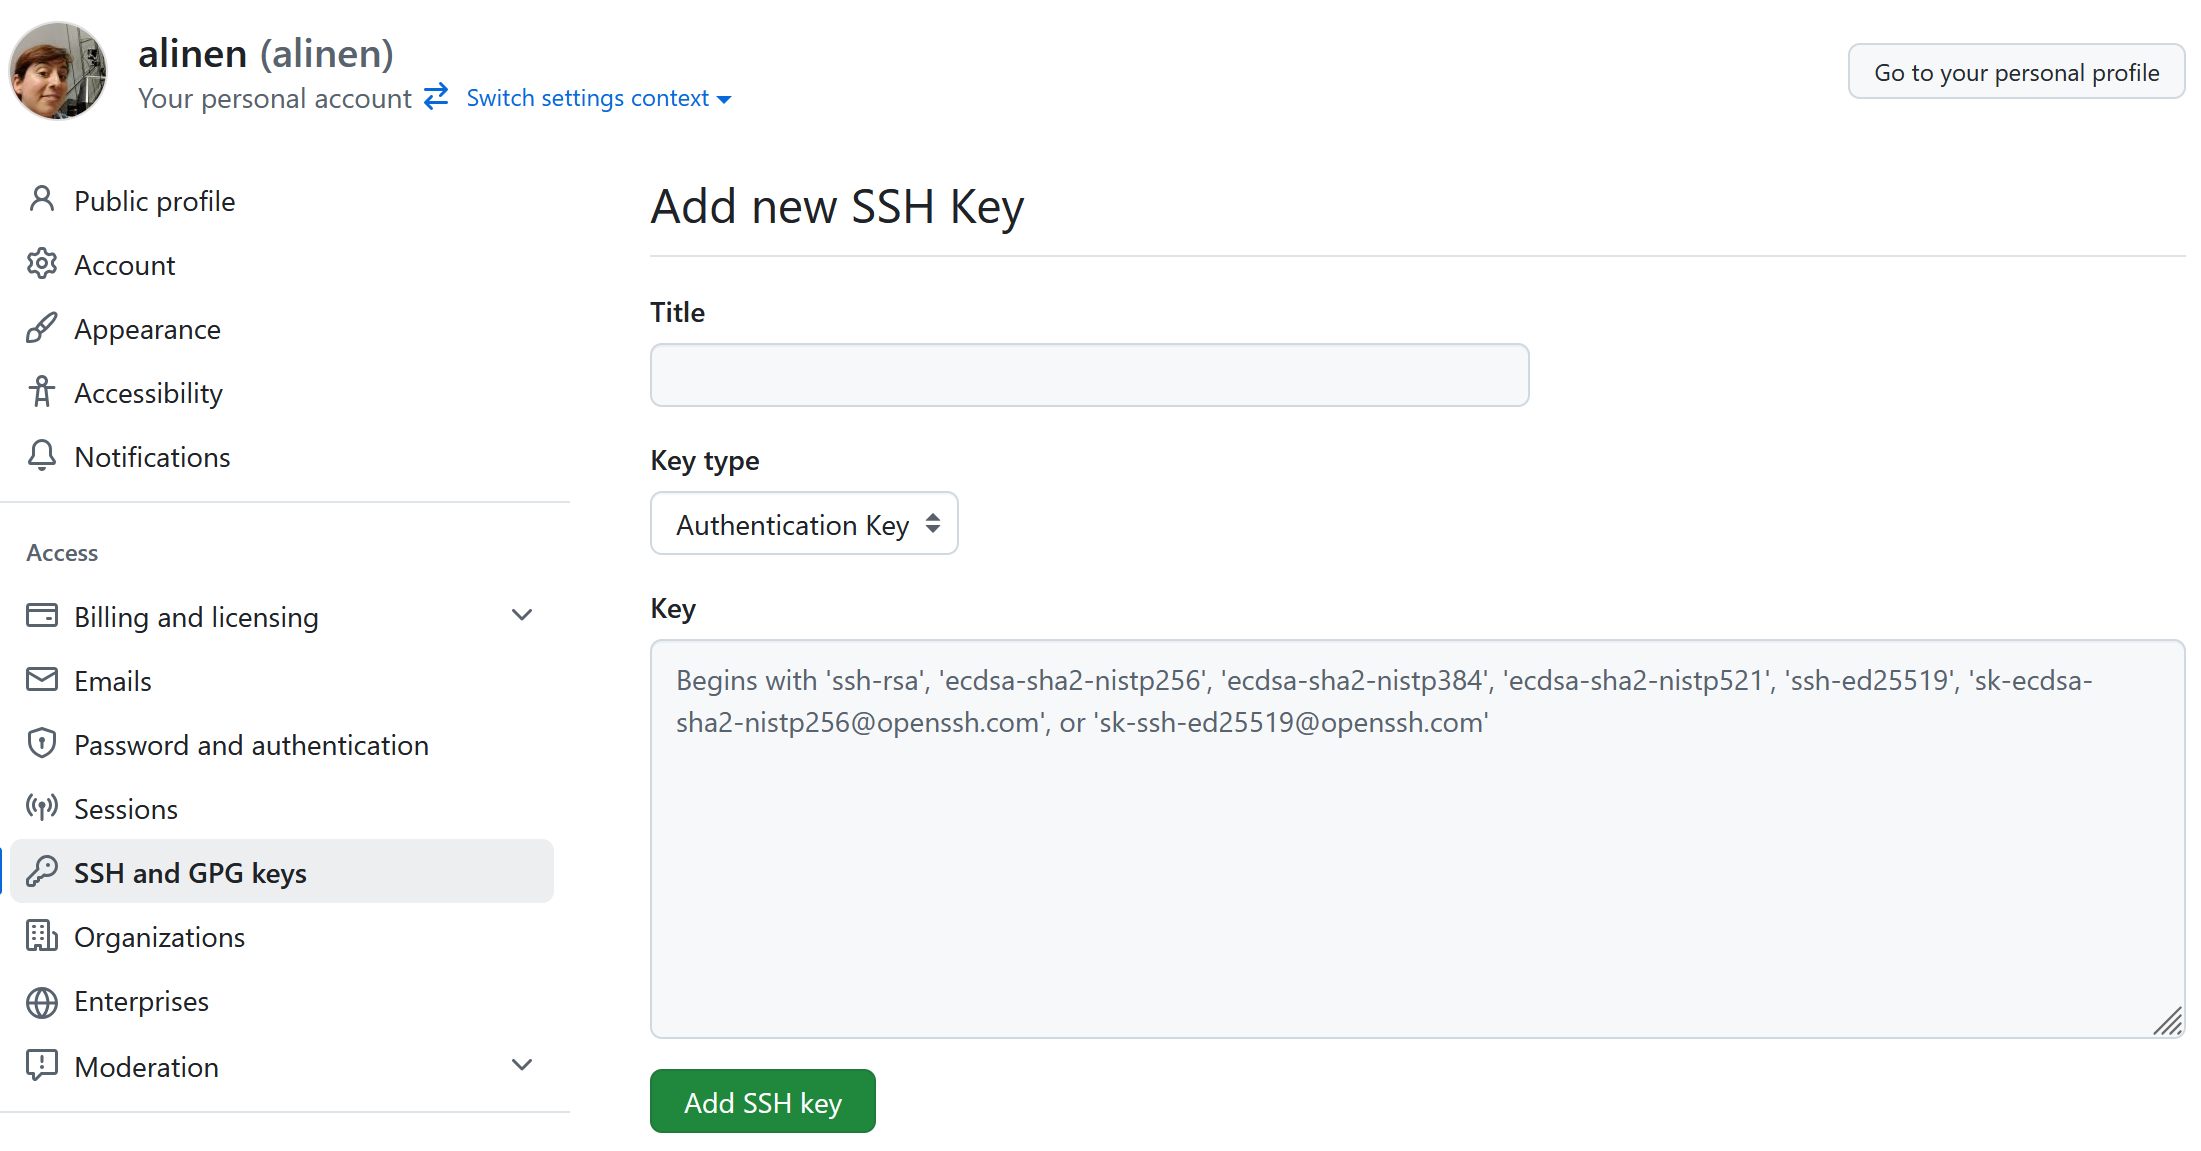 alinen (alinen)
Your personal account Switch settings context
Go to your personal profile
Public profile
Account
Appearance
Accessibility
Notifications
Access
Billing and licensing
Emails
Password and authentication
Sessions
SSH and GPG keys
Organizations
Enterprises
Moderation
Add new SSH Key
Title
Key type
Authentication Key
Key
Begins with 'ssh-rsa', 'ecdsa-sha2-nistp256', 'ecdsa-sha2-nistp384', 'ecdsa-sha2-nistp521', 'ssh-ed25519', 'sk-ecdsa-
sha2-nistp256@openssh.com', or 'sk-ssh-ed25519@openssh.com'
Add SSH key